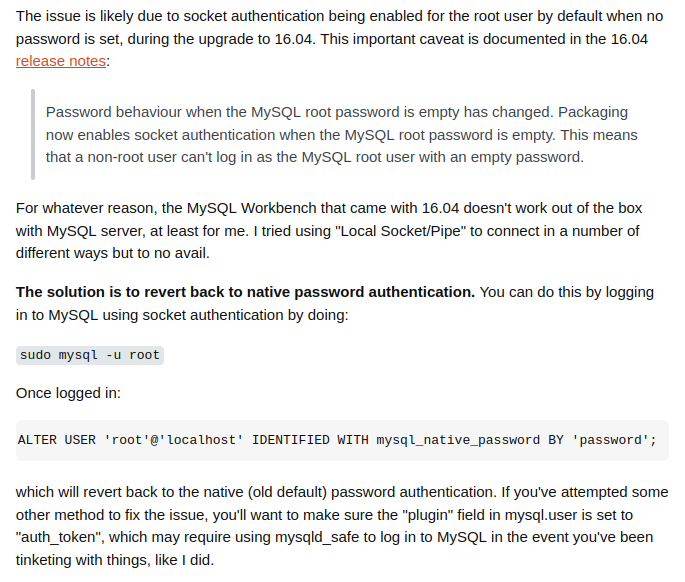 The issue is likely due to socket authentication being enabled for the root user by default when no
password is set, during the upgrade to 16.04. This important caveat is documented in the 16.04
release notes:
Password behaviour when the MySQL root password is empty has changed. Packaging
now enables socket authentication when the MySQL root password is empty. This means
that a non-root user can't log in as the MySQL root user with an empty password.
For whatever reason, the MySQL Workbench that came with 16.04 doesn't work out of the box
with MySQL server, at least for me. I tried using "Local Socket/Pipe" to connect in a number of
different ways but to no avail.
The solution is to revert back to native password authentication. You can do this by logging
in to MySQL using socket authentication by doing:
sudo mysql -u root
Once logged in:
ALTER USER 'root'@'localhost' IDENTIFIED WITH mysql_native_password BY 'password';
which will revert back to the native (old default) password authentication. If you've attempted some
other method to fix the issue, you'll want to make sure the "plugin" field in mysql.user is set to
"auth_token", which may require using mysqld_safe to log in to MySQL in the event you've been
tinketing with things, like I did.